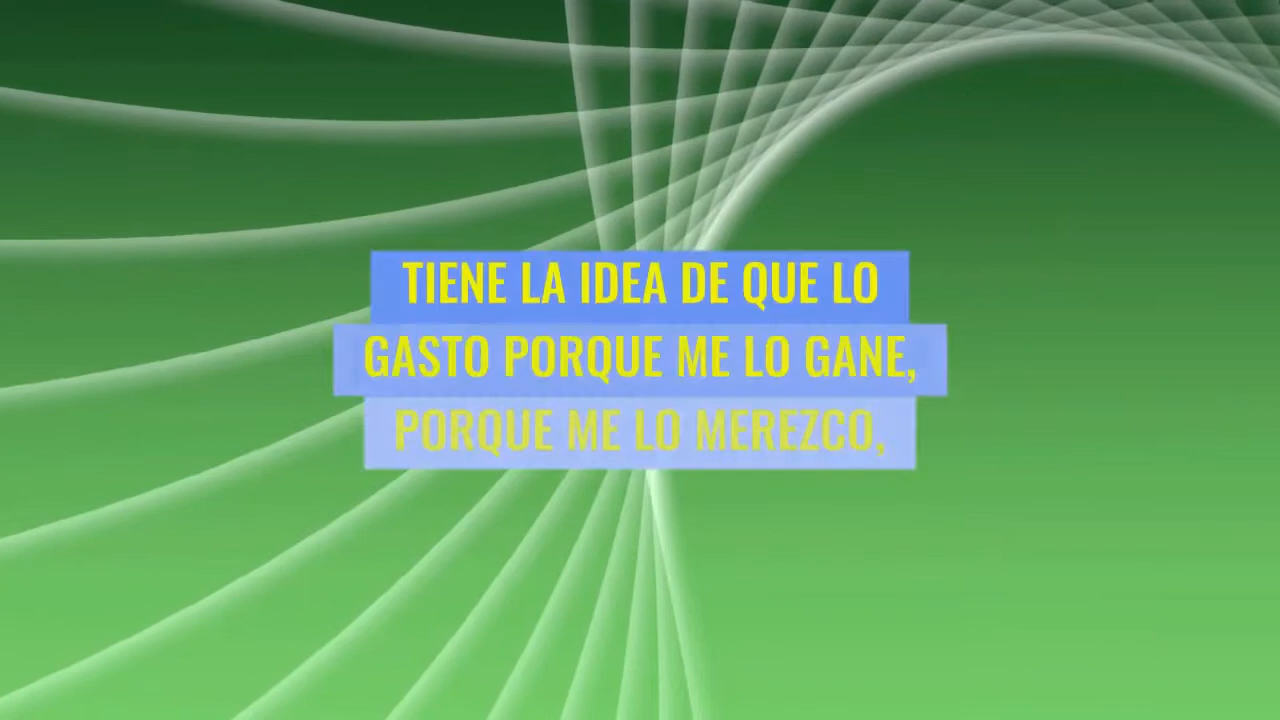 TIENE LA IDEA DE QUE LO
GASTO PORQUE ME LO GANE,
PORQUE ME LO MEREZCO,